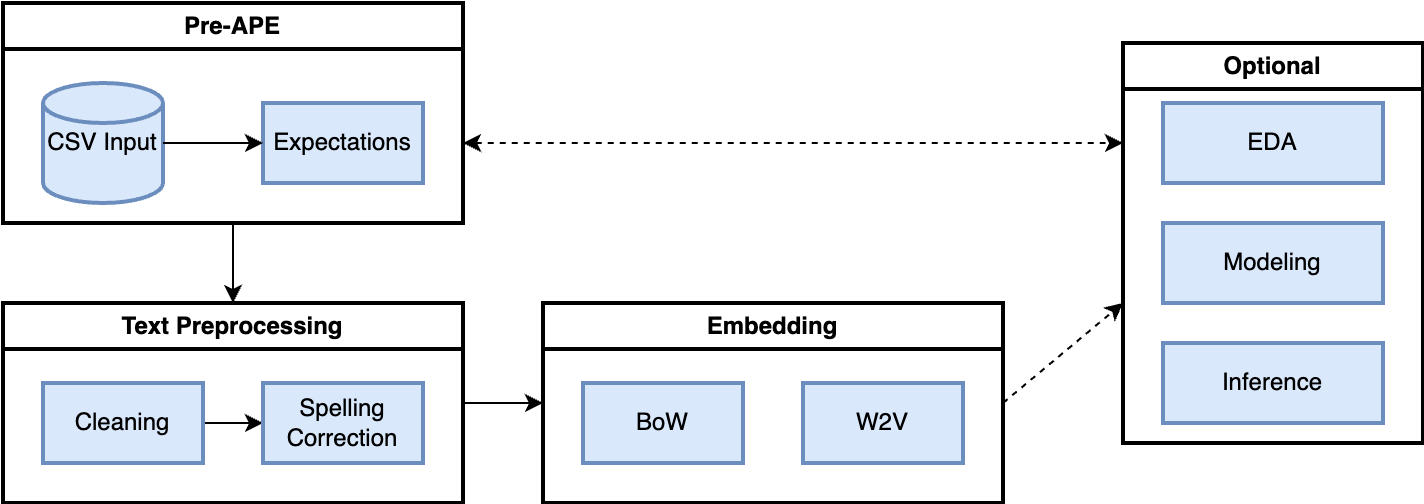 Pre-APE
CSV Input
Expectations
Optional
EDA
Modeling
Inference
Text Preprocessing
Cleaning
Spelling
Correction
Embedding
BoW
W2V